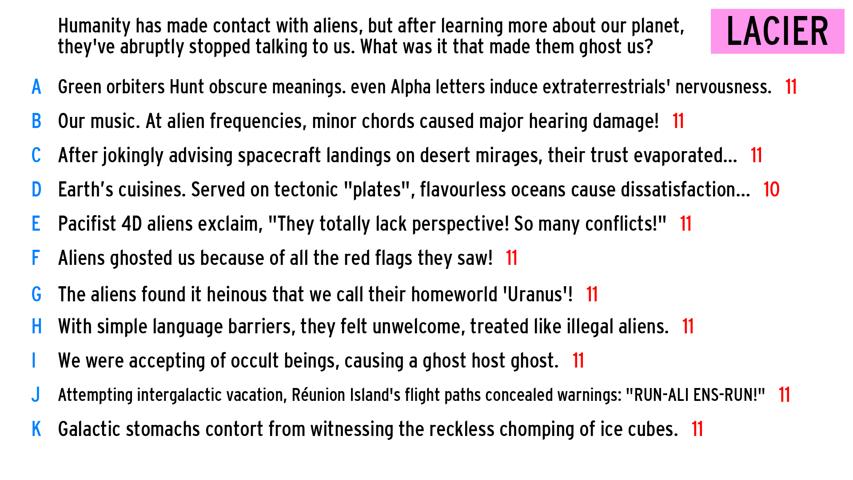 Humanity has made contact with aliens, but after learning more about our planet,
they've abruptly stopped talking to us. What was it that made them ghost us?
LACIER
A Green orbiters Hunt obscure meanings. even Alpha letters induce extraterrestrials' nervousness. 11
B Our music. At alien frequencies, minor chords caused major hearing damage! 11
C After jokingly advising spacecraft landings on desert mirages, their trust evaporated... 11
D Earth's cuisines. Served on tectonic "plates", flavourless oceans cause dissatisfaction... 10
E Pacifist 4D aliens exclaim, "They totally lack perspective! So many conflicts!" 11
F Aliens ghosted us because of all the red flags they saw! 11
G The aliens found it heinous that we call their homeworld 'Uranus'! 11
H With simple language barriers, they felt unwelcome, treated like illegal aliens. 11
I We were accepting of occult beings, causing a ghost host ghost. 11
J Attempting intergalactic vacation, Réunion Island's flight paths concealed warnings: "RUN-ALI ENS-RUN!" 11
K Galactic stomachs contort from witnessing the reckless chomping of ice cubes. 11